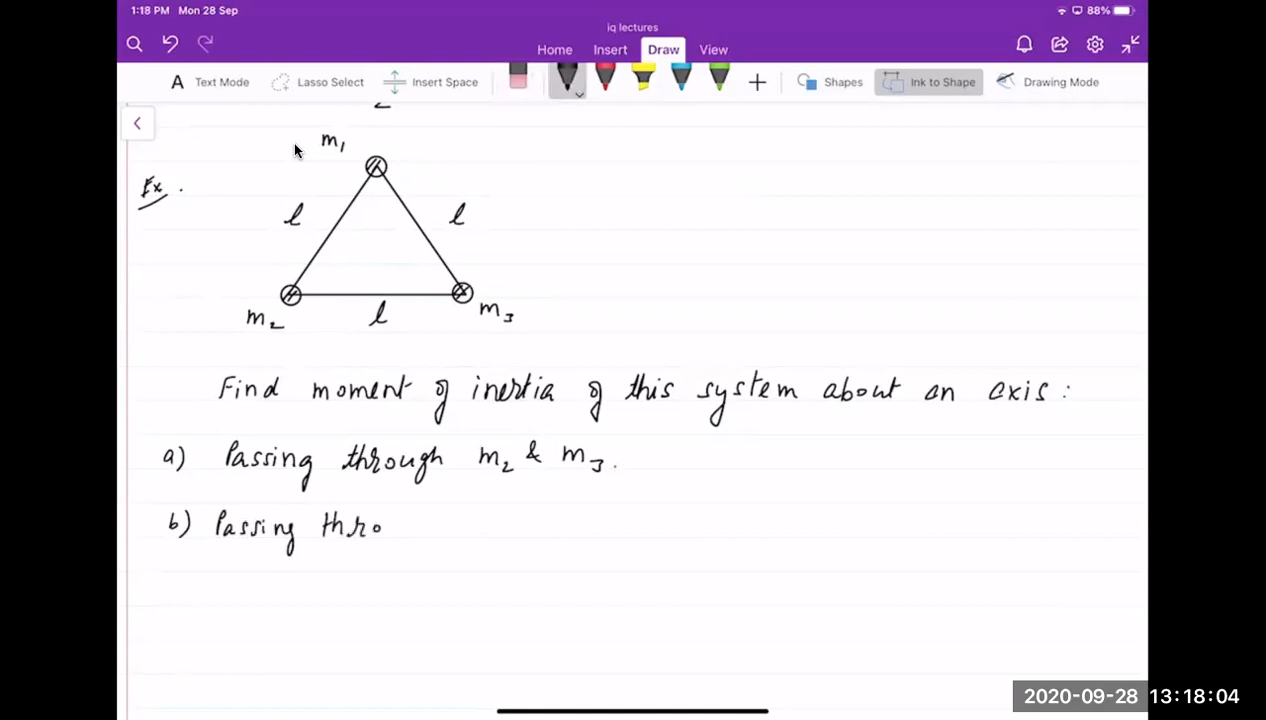 1:18 PM Mon 28 Sep
88%
iq lectures
Home Insert Draw View
A Text Mode Lasso Select Insert Space Shapes Ink to Shape Drawing Mode
m1
Ex.
l l
m2 l m3
Find moment of inertia of this system about an axis :
a) Passing through m2 & m3.
b) Passing thro
2020-09-28 13:18:04